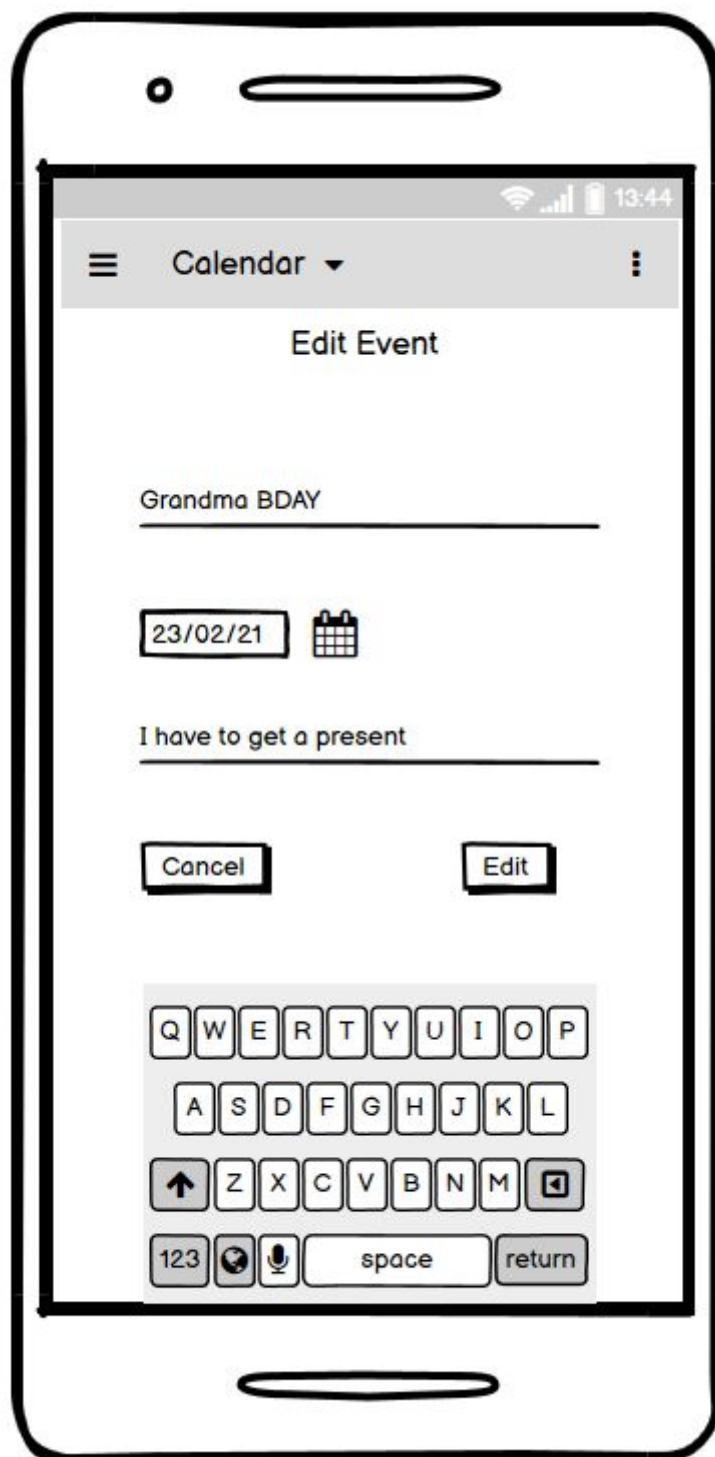 13:44
Calendar
Edit Event
Grandma BDAY
23/02/21
I have to get a present
Cancel Edit
Q W E R T Y U I O P
A S D F G H J K L
Z X C V B N M
123 space return